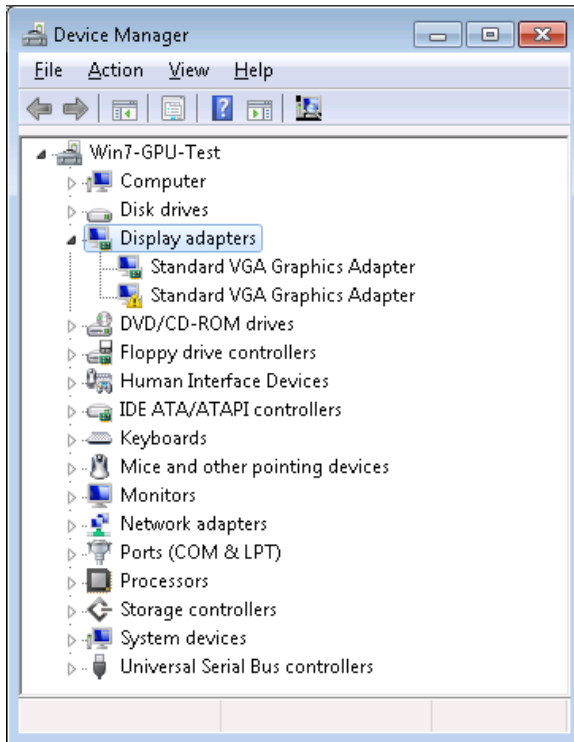 Device Manager
File Action View Help
Win7-GPU-Test
Computer
Disk drives
Display adapters
Standard VGA Graphics Adapter
Standard VGA Graphics Adapter
DVD/CD-ROM drives
Floppy drive controllers
Human Interface Devices
IDE ATA/ATAPI controllers
Keyboards
Mice and other pointing devices
Monitors
Network adapters
Ports (COM & LPT)
Processors
Storage controllers
System devices
Universal Serial Bus controllers